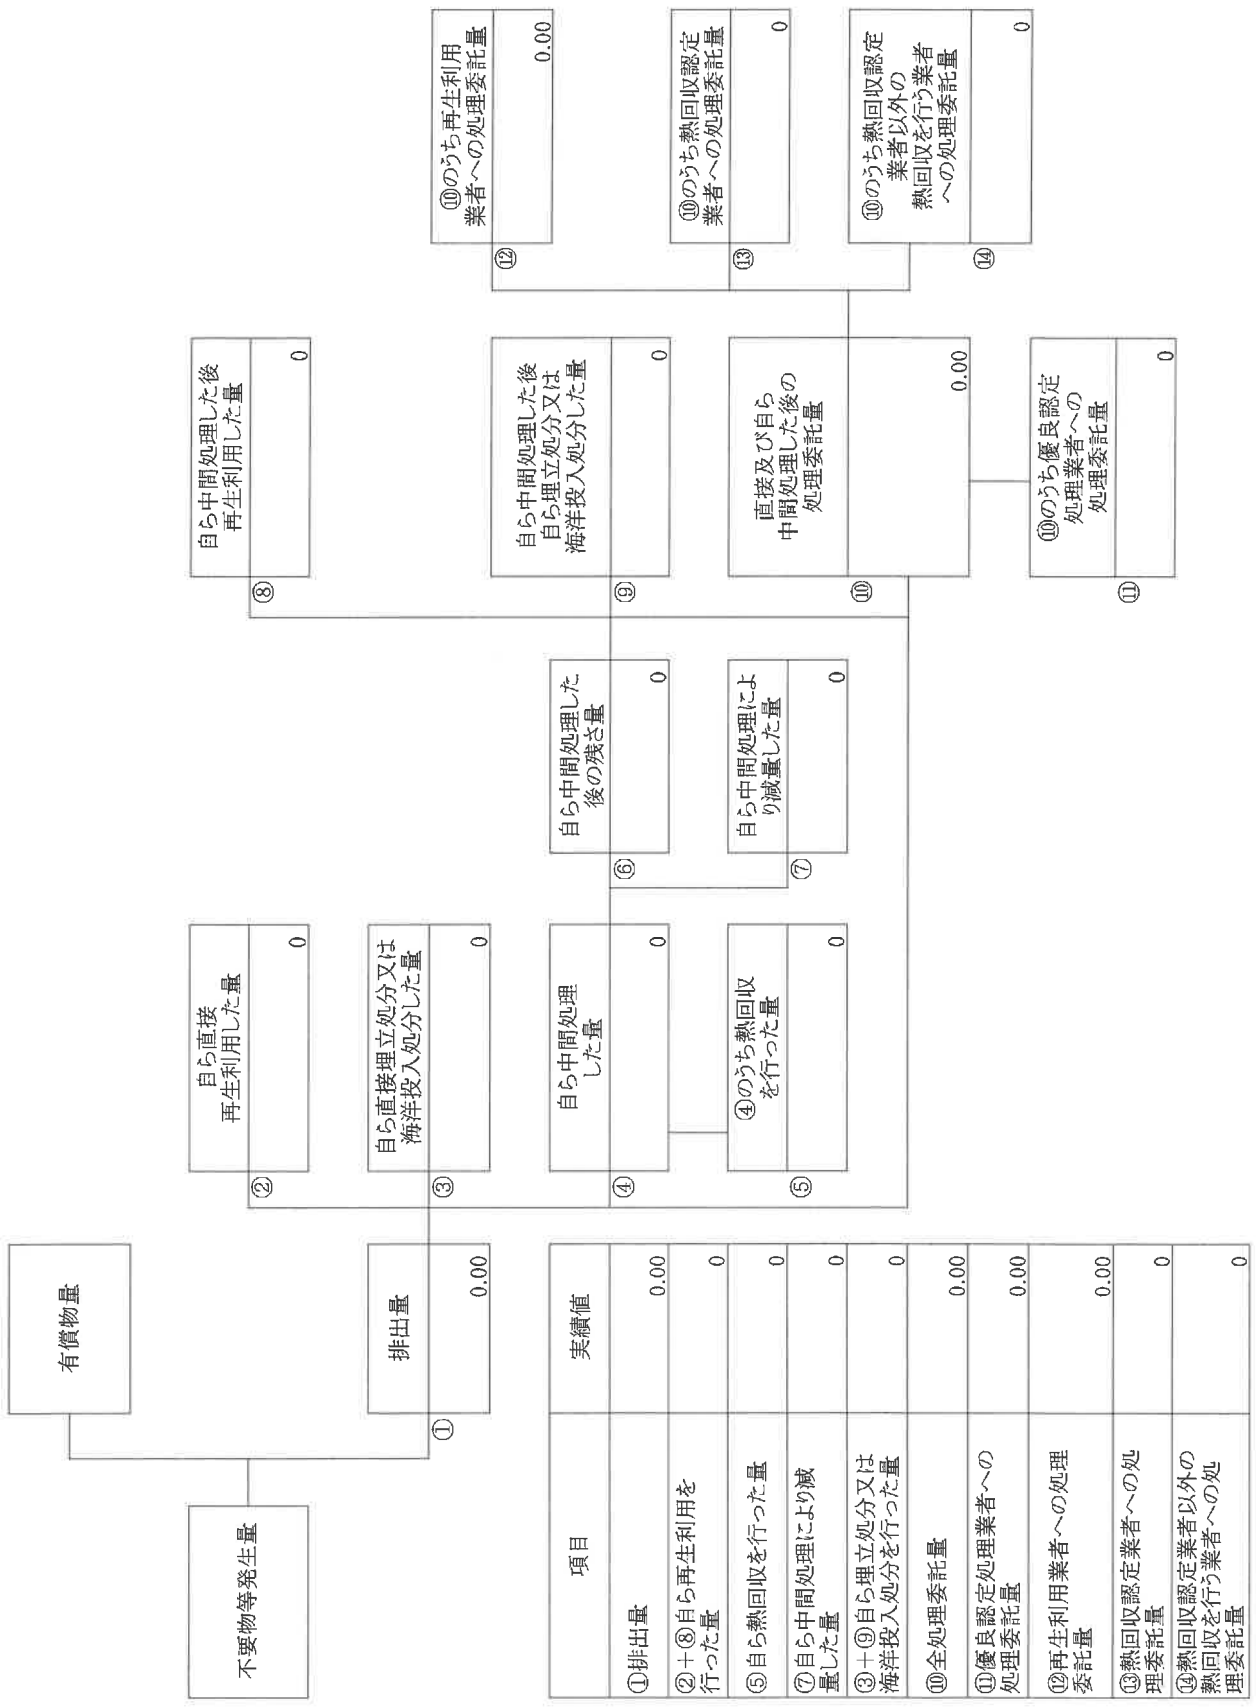 不要物等発生量
有償物量
①
排出量
0.00
②
自ら直接
再生利用した量
0
③
自ら直接埋立処分又は
海洋投入処分した量
0
④
自ら中間処理
した量
0
⑤
④のうち熱回収
を行った量
0
⑥
自ら中間処理した
後の残さ量
0
⑦
自ら中間処理によ
り減量した量
0
⑧
自ら中間処理した後
再生利用した量
0
⑨
自ら中間処理した後
自ら埋立処分又は
海洋投入処分した量
0
⑩
直接及び自ら
中間処理した後の
処理委託量
0.00
⑪
⑩のうち優良認定
処理業者への
処理委託量
0
⑫
⑩のうち再生利用
業者への処理委託量
0.00
⑬
⑩のうち熱回収認定
業者への処理委託量
0
⑭
⑩のうち熱回収認定
業者以外の
熱回収を行う業者
への処理委託量
0
項目 実績値
①排出量 0.00
②＋⑧自ら再生利用を
行った量 0
⑤自ら熱回収を行った量 0
⑦自ら中間処理により減
量した量 0
③＋⑨自ら埋立処分又は
海洋投入処分を行った量 0
⑩全処理委託量 0.00
⑪優良認定処理業者への
処理委託量 0.00
⑫再生利用業者への処理
委託量 0.00
⑬熱回収認定業者への処
理委託量 0
⑭熱回収認定業者以外の
熱回収を行う業者への処
理委託量 0